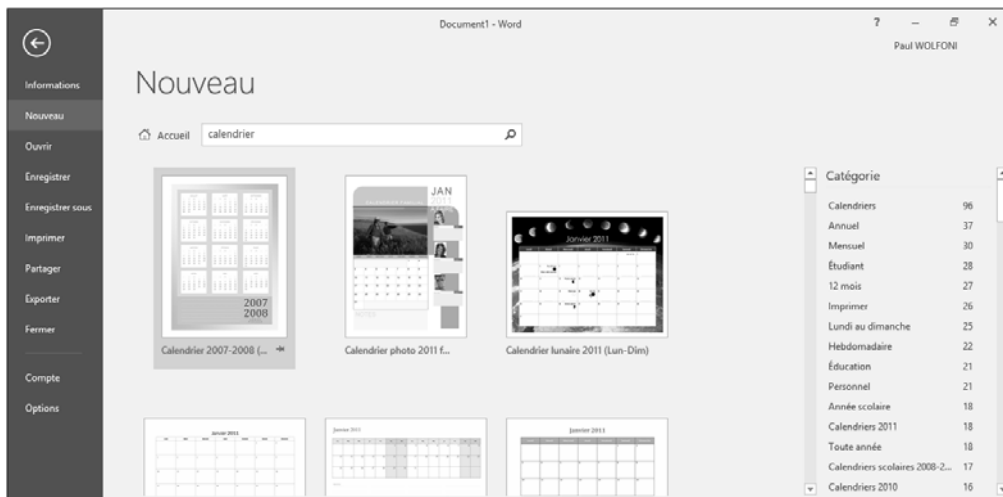 Document1 - Word
?
Paul WOLFONI
Informations
Nouveau
Ouvrir
Enregistrer
Enregistrer sous
Imprimer
Partager
Exporter
Fermer
Compte
Options
Nouveau
Accueil
calendrier
2007
2008
Calendrier 2007-2008 (...
JAN
2011
Calendrier photo 2011 f...
Janvier 2011
Calendrier lunaire 2011 (Lun-Dim)
Janvier 2011
Janvier 2011
Janvier 2011
Catégorie
Calendriers 96
Annuel 37
Mensuel 30
Étudiant 28
12 mois 27
Imprimer 26
Lundi au dimanche 25
Hebdomadaire 22
Éducation 21
Personnel 21
Année scolaire 18
Calendriers 2011 18
Toute année 18
Calendriers scolaires 2008-2... 17
Calendriers 2010 16